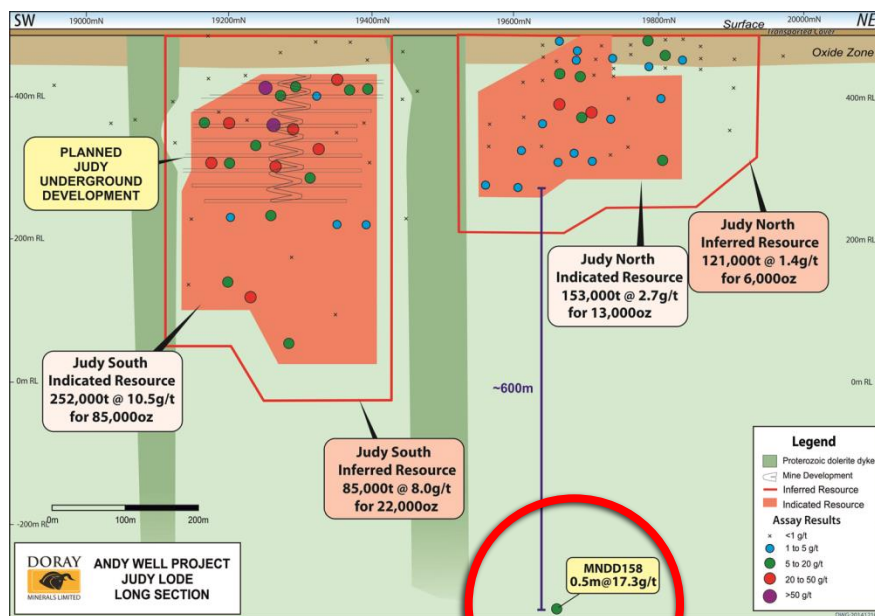 SW
19000mN
19200mN
19400mN
19600mN
19800mN
20000mN
NE
Surface
Transported Cover
Oxide Zone
400m RL
400m RL
PLANNED
JUDY
UNDERGROUND
DEVELOPMENT
200m RL
200m RL
Judy North
Inferred Resource
121,000t @ 1.4g/t
for 6,000oz
Judy North
Indicated Resource
153,000t @ 2.7g/t
for 13,000oz
Judy South
Indicated Resource
252,000t @ 10.5g/t
for 85,000oz
0m RL
0m RL
~600m
Judy South
Inferred Resource
85,000t @ 8.0g/t
for 22,000oz
Legend
Proterozoic dolerite dyke
Mine Development
Inferred Resource
Indicated Resource
Assay Results
<1 g/t
1 to 5 g/t
5 to 20 g/t
20 to 50 g/t
>50 g/t
0m
100m
200m
-200m RL
DORAY
MINERALS LIMITED
ANDY WELL PROJECT
JUDY LODE
LONG SECTION
MNDD158
0.5m@17.3g/t